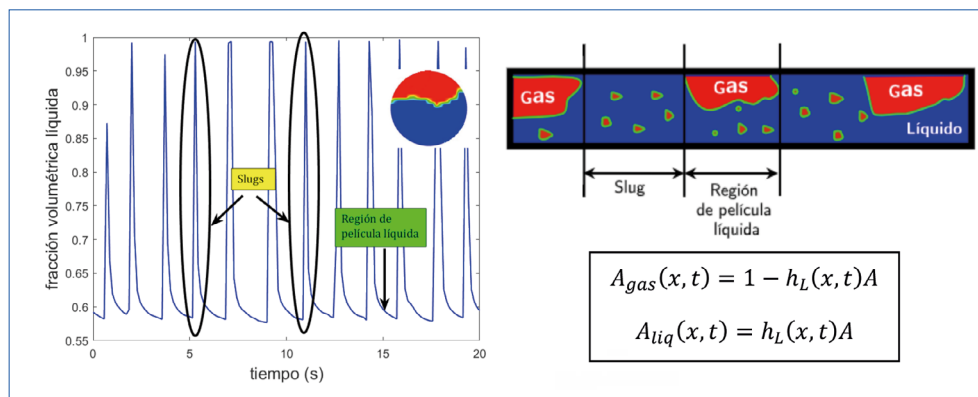 fracción volumétrica líquida
1
0.95
0.9
0.85
0.8
0.75
0.7
0.65
0.6
0.55
0
5
10
15
20
tiempo (s)
Slugs
Región de
película líquida
Gas
Gas
Gas
Líquido
Slug
Región
de película
líquida
A_{gas}(x, t) = 1 − h_L(x, t)A
A_{liq}(x, t) = h_L(x, t)A